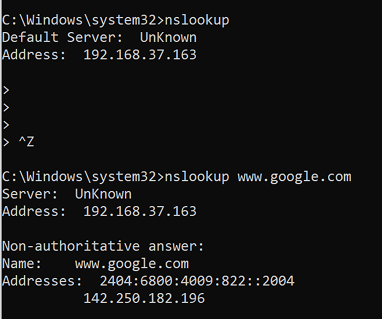 C:\Windows\system32>nslookup
Default Server:  UnKnown
Address:  192.168.37.163
>
>
>
> ^Z
C:\Windows\system32>nslookup www.google.com
Server:  UnKnown
Address:  192.168.37.163
Non-authoritative answer:
Name:    www.google.com
Addresses:  2404:6800:4009:822::2004
          142.250.182.196